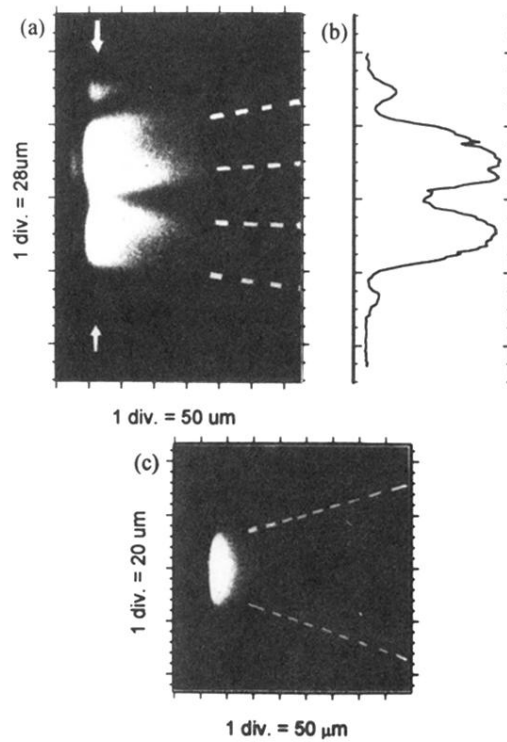 (a)
(b)
1 div. = 28um
1 div. = 50 um
(c)
1 div. = 20 um
1 div. = 50 μm